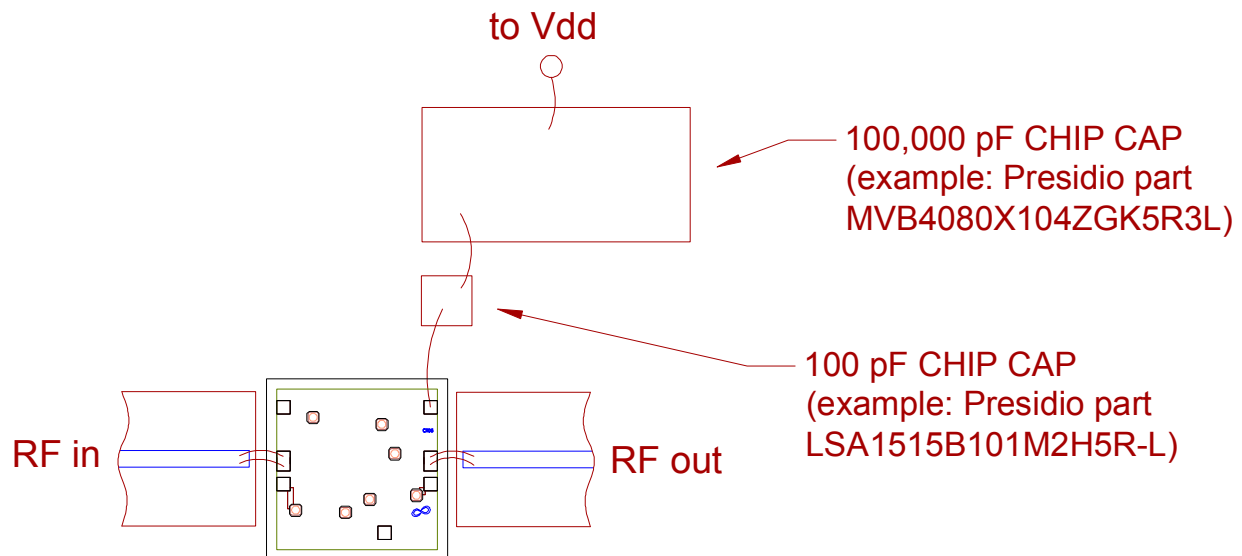 to Vdd
100,000 pF CHIP CAP
(example: Presidio part
MVB4080X104ZGK5R3L)
100 pF CHIP CAP
(example: Presidio part
LSA1515B101M2H5R-L)
RF in
RF out